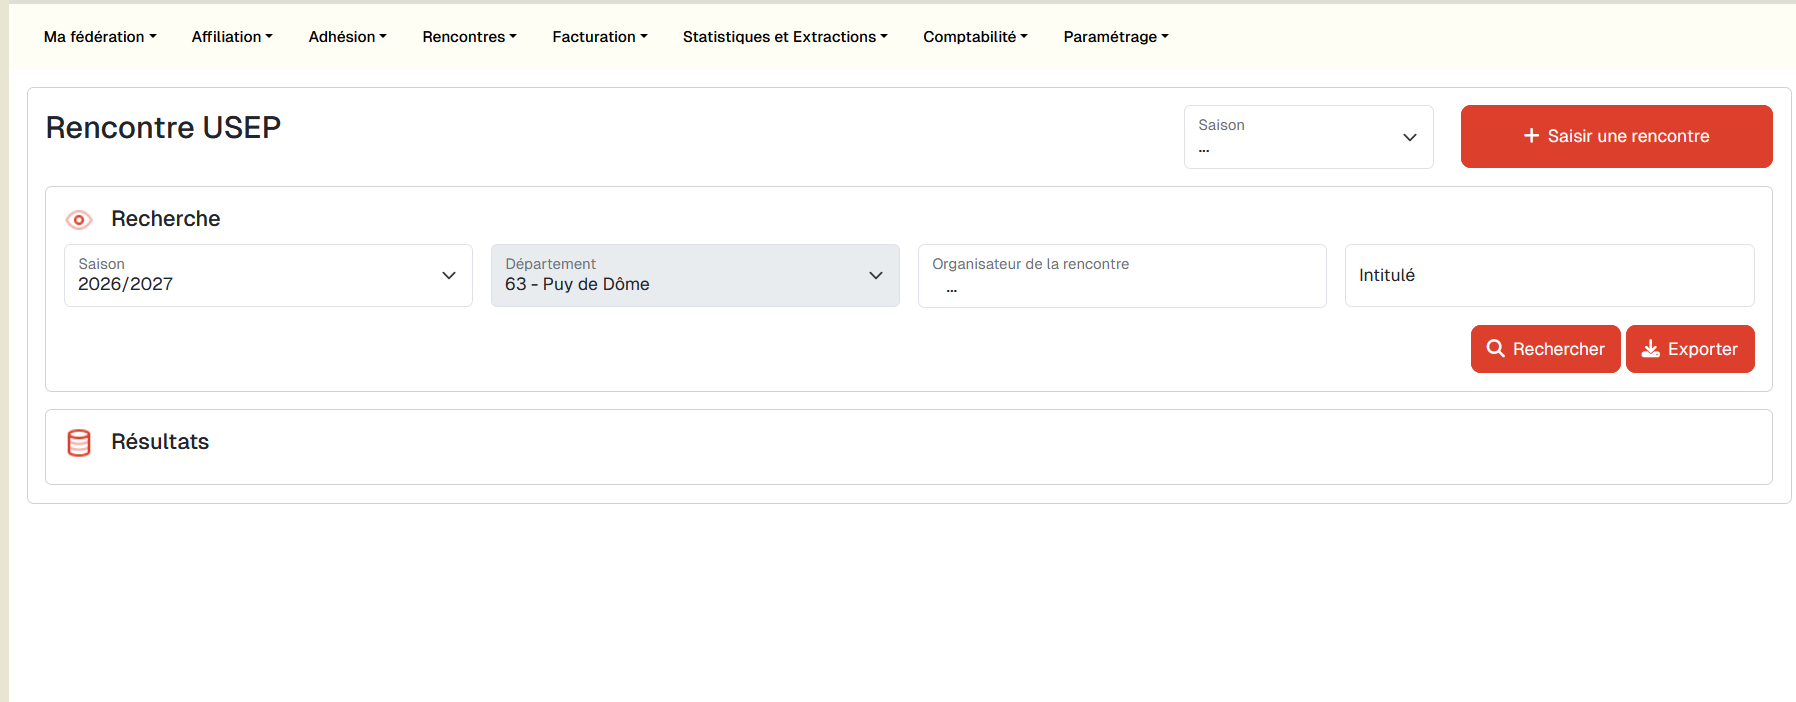 Ma fédération Affiliation Adhésion Rencontres Facturation Statistiques et Extractions Comptabilité Paramétrage
Rencontre USEP
Saison
...
Saisir une rencontre
Recherche
Saison
2026/2027
Département
63 - Puy de Dôme
Organisateur de la rencontre
...
Intitulé
Rechercher
Exporter
Résultats